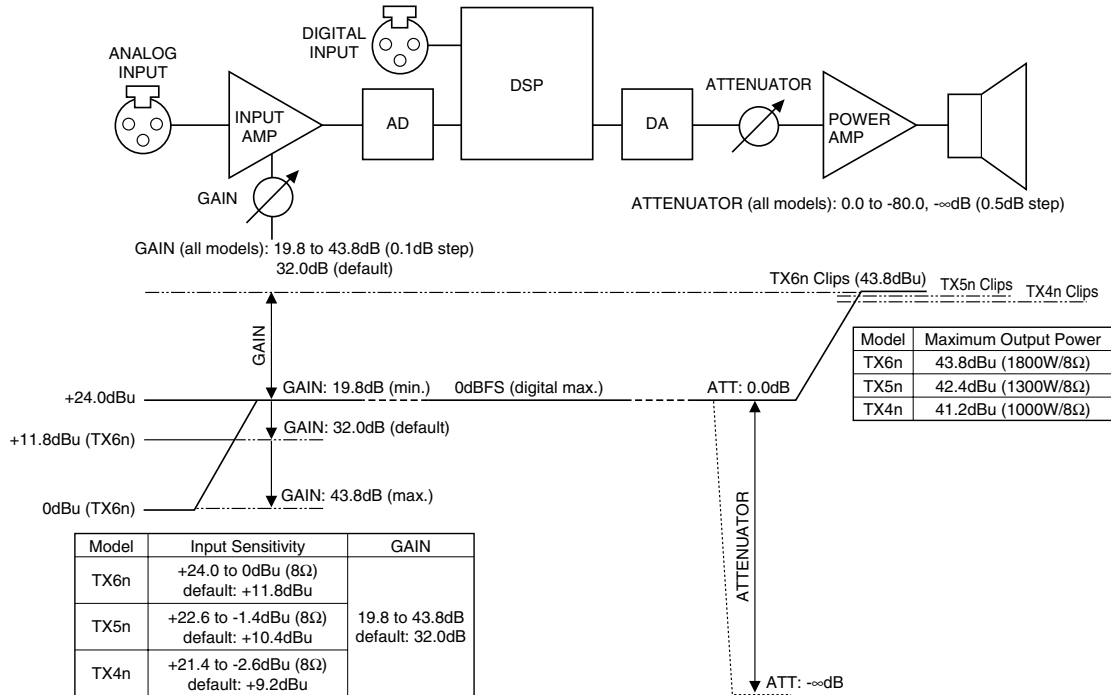 ANALOG
INPUT
DIGITAL
INPUT
INPUT
AMP
AD
DSP
DA
ATTENUATOR
POWER
AMP
GAIN
ATTENUATOR (all models): 0.0 to -80.0, -∞dB (0.5dB step)
GAIN (all models): 19.8 to 43.8dB (0.1dB step)
32.0dB (default)
TX6n Clips (43.8dBu)
TX5n Clips
TX4n Clips
GAIN
Model Maximum Output Power
TX6n 43.8dBu (1800W/8Ω)
TX5n 42.4dBu (1300W/8Ω)
TX4n 41.2dBu (1000W/8Ω)
+24.0dBu
GAIN: 19.8dB (min.)
0dBFS (digital max.)
ATT: 0.0dB
GAIN: 32.0dB (default)
+11.8dBu (TX6n)
GAIN: 43.8dB (max.)
0dBu (TX6n)
ATTENUATOR
ATT: -∞dB
Model Input Sensitivity GAIN
TX6n +24.0 to 0dBu (8Ω)
default: +11.8dBu
TX5n +22.6 to -1.4dBu (8Ω)
default: +10.4dBu
19.8 to 43.8dB
default: 32.0dB
TX4n +21.4 to -2.6dBu (8Ω)
default: +9.2dBu